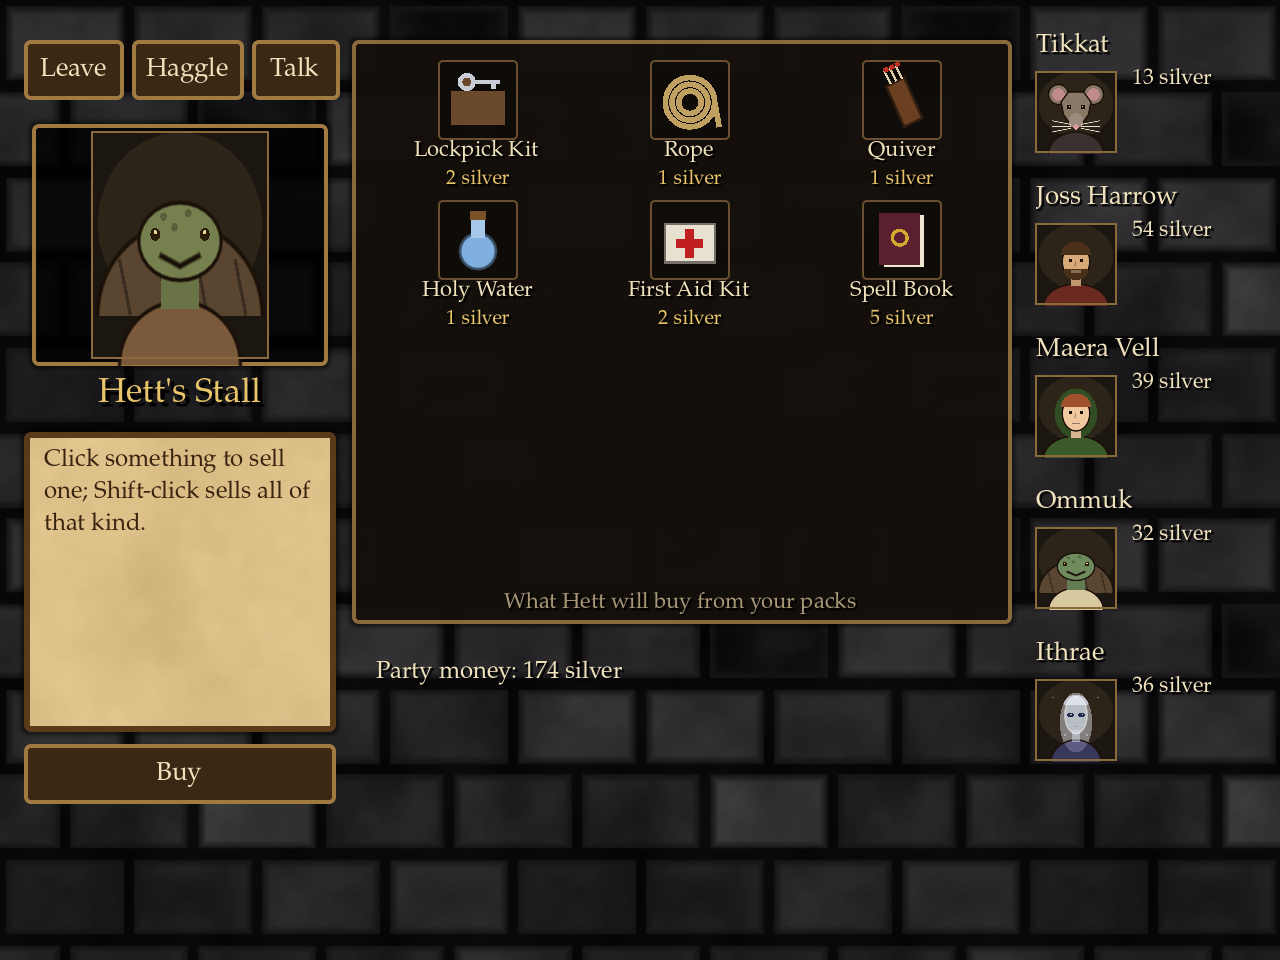 Leave
Haggle
Talk
Hett's Stall
Click something to sell
one; Shift-click sells all of
that kind.
Buy
Lockpick Kit
2 silver
Rope
1 silver
Quiver
1 silver
Holy Water
1 silver
First Aid Kit
2 silver
Spell Book
5 silver
What Hett will buy from your packs
Party money: 174 silver
Tikkat
13 silver
Joss Harrow
54 silver
Maera Vell
39 silver
Ommuk
32 silver
Ithrae
36 silver